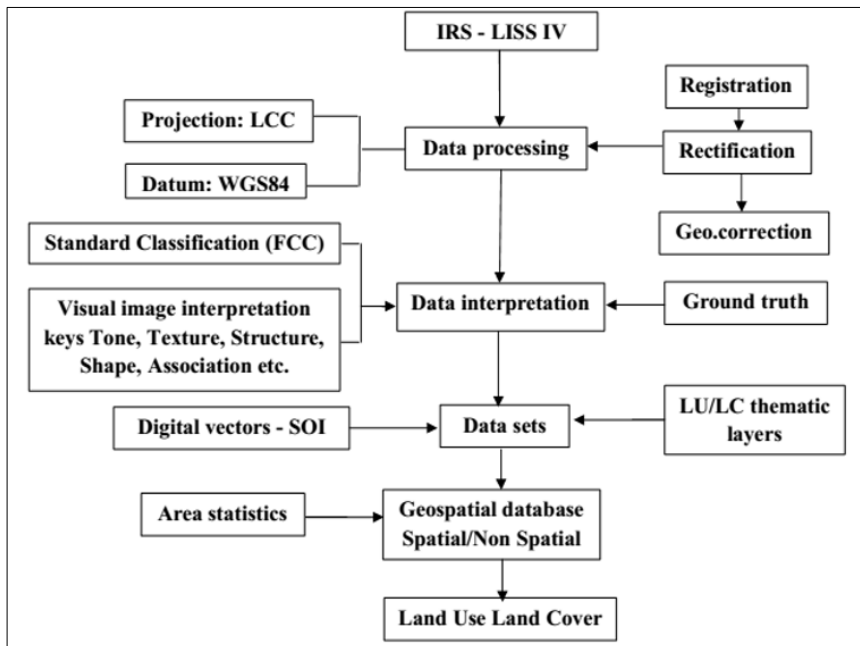 IRS - LISS IV
Registration
Projection: LCC
Data processing
Rectification
Datum: WGS84
Geo.correction
Standard Classification (FCC)
Visual image interpretation
keys Tone, Texture, Structure,
Shape, Association etc.
Data interpretation
Ground truth
Digital vectors - SOI
Data sets
LU/LC thematic
layers
Area statistics
Geospatial database
Spatial/Non Spatial
Land Use Land Cover